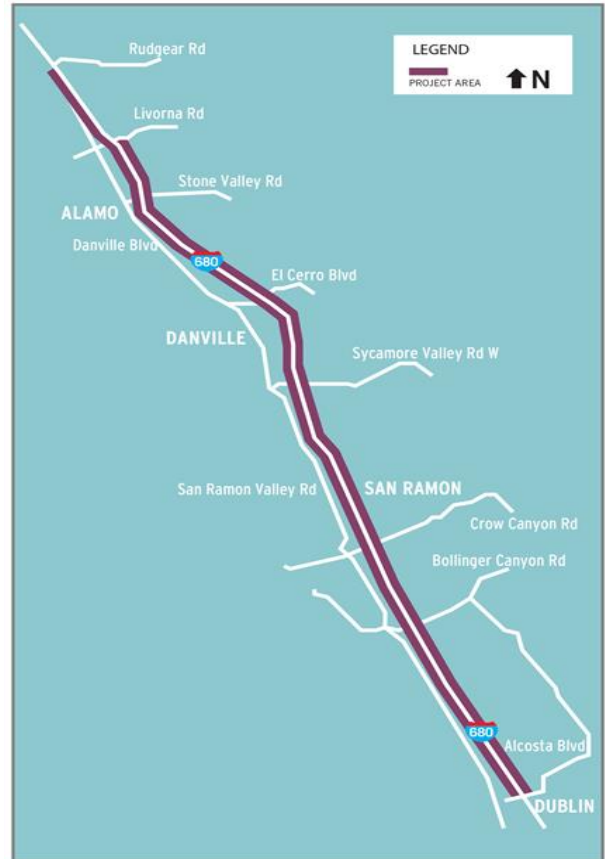 Rudgear Rd
LEGEND
PROJECT AREA
N
Livorna Rd
Stone Valley Rd
ALAMO
Danville Blvd
680
El Cerro Blvd
DANVILLE
Sycamore Valley Rd W
San Ramon Valley Rd
SAN RAMON
Crow Canyon Rd
Bollinger Canyon Rd
680
Alcosta Blvd
DUBLIN